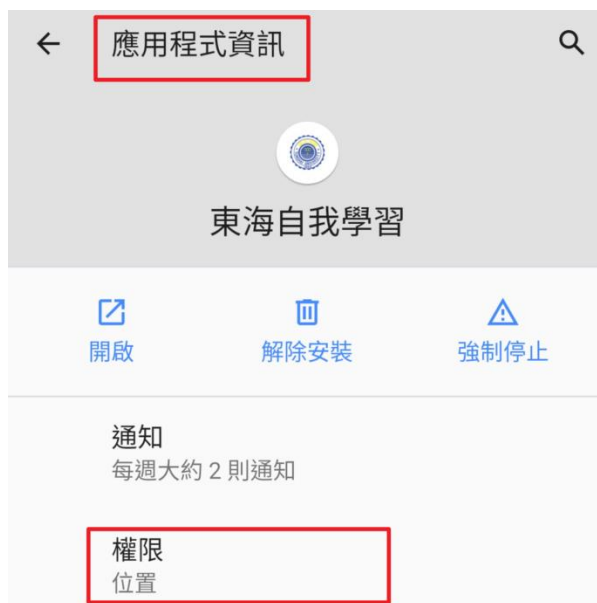 應用程式資訊
東海自我學習
開啟 解除安裝 強制停止
通知
每週大約 2 則通知
權限
位置